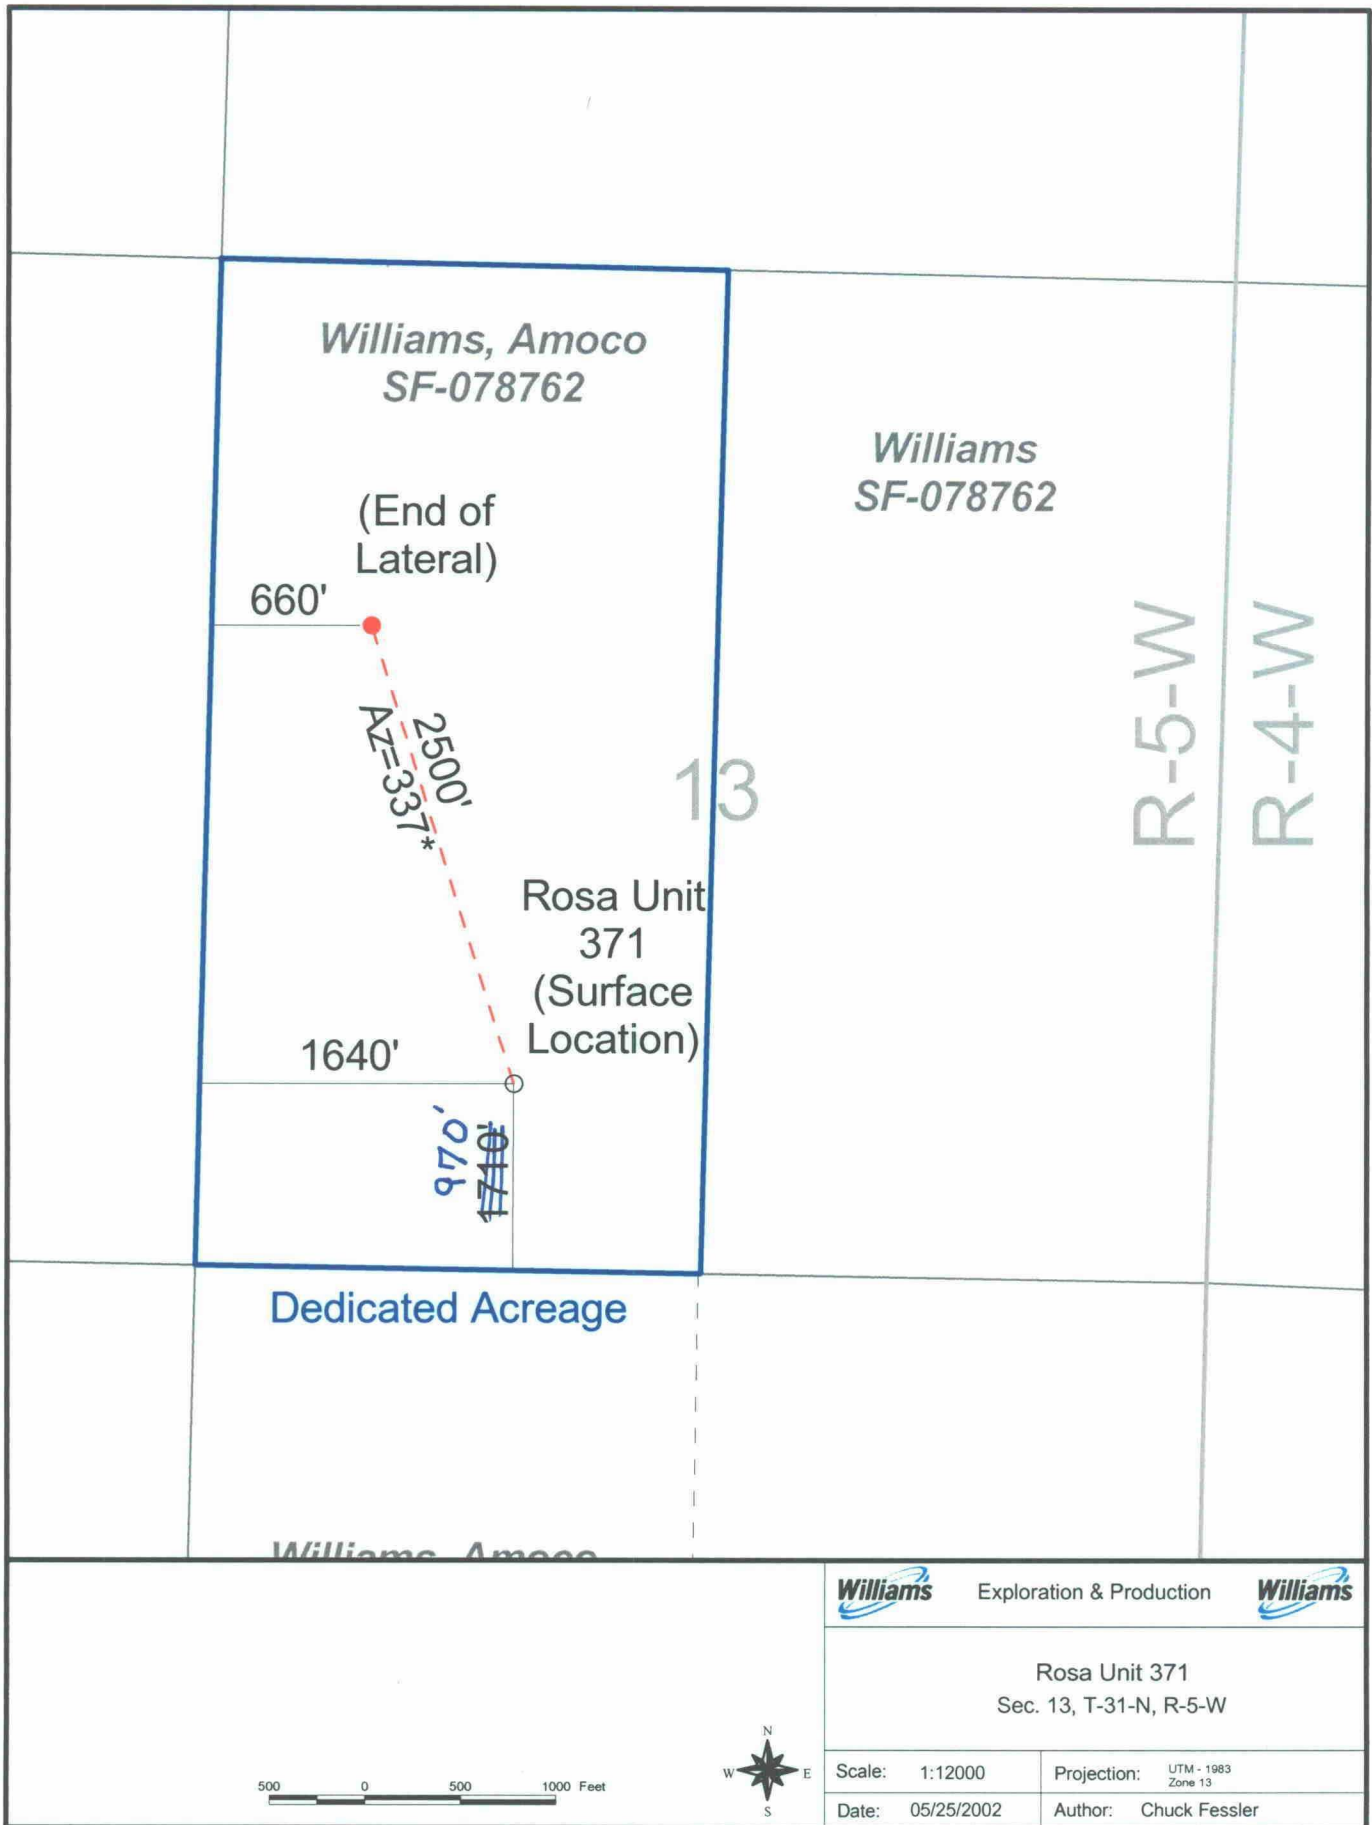 Williams, Amoco
SF-078762
Williams
SF-078762
(End of
Lateral)
660'
2500'
Az=337*
13
R-5-W
R-4-W
Rosa Unit
371
(Surface
Location)
1640'
970'
1710'
Dedicated Acreage
Williams, Amoco
Williams
Exploration & Production
Williams
Rosa Unit 371
Sec. 13, T-31-N, R-5-W
N
W
E
S
500 0 500 1000 Feet
Scale: 1:12000
Projection: UTM - 1983
Zone 13
Date: 05/25/2002
Author: Chuck Fessler